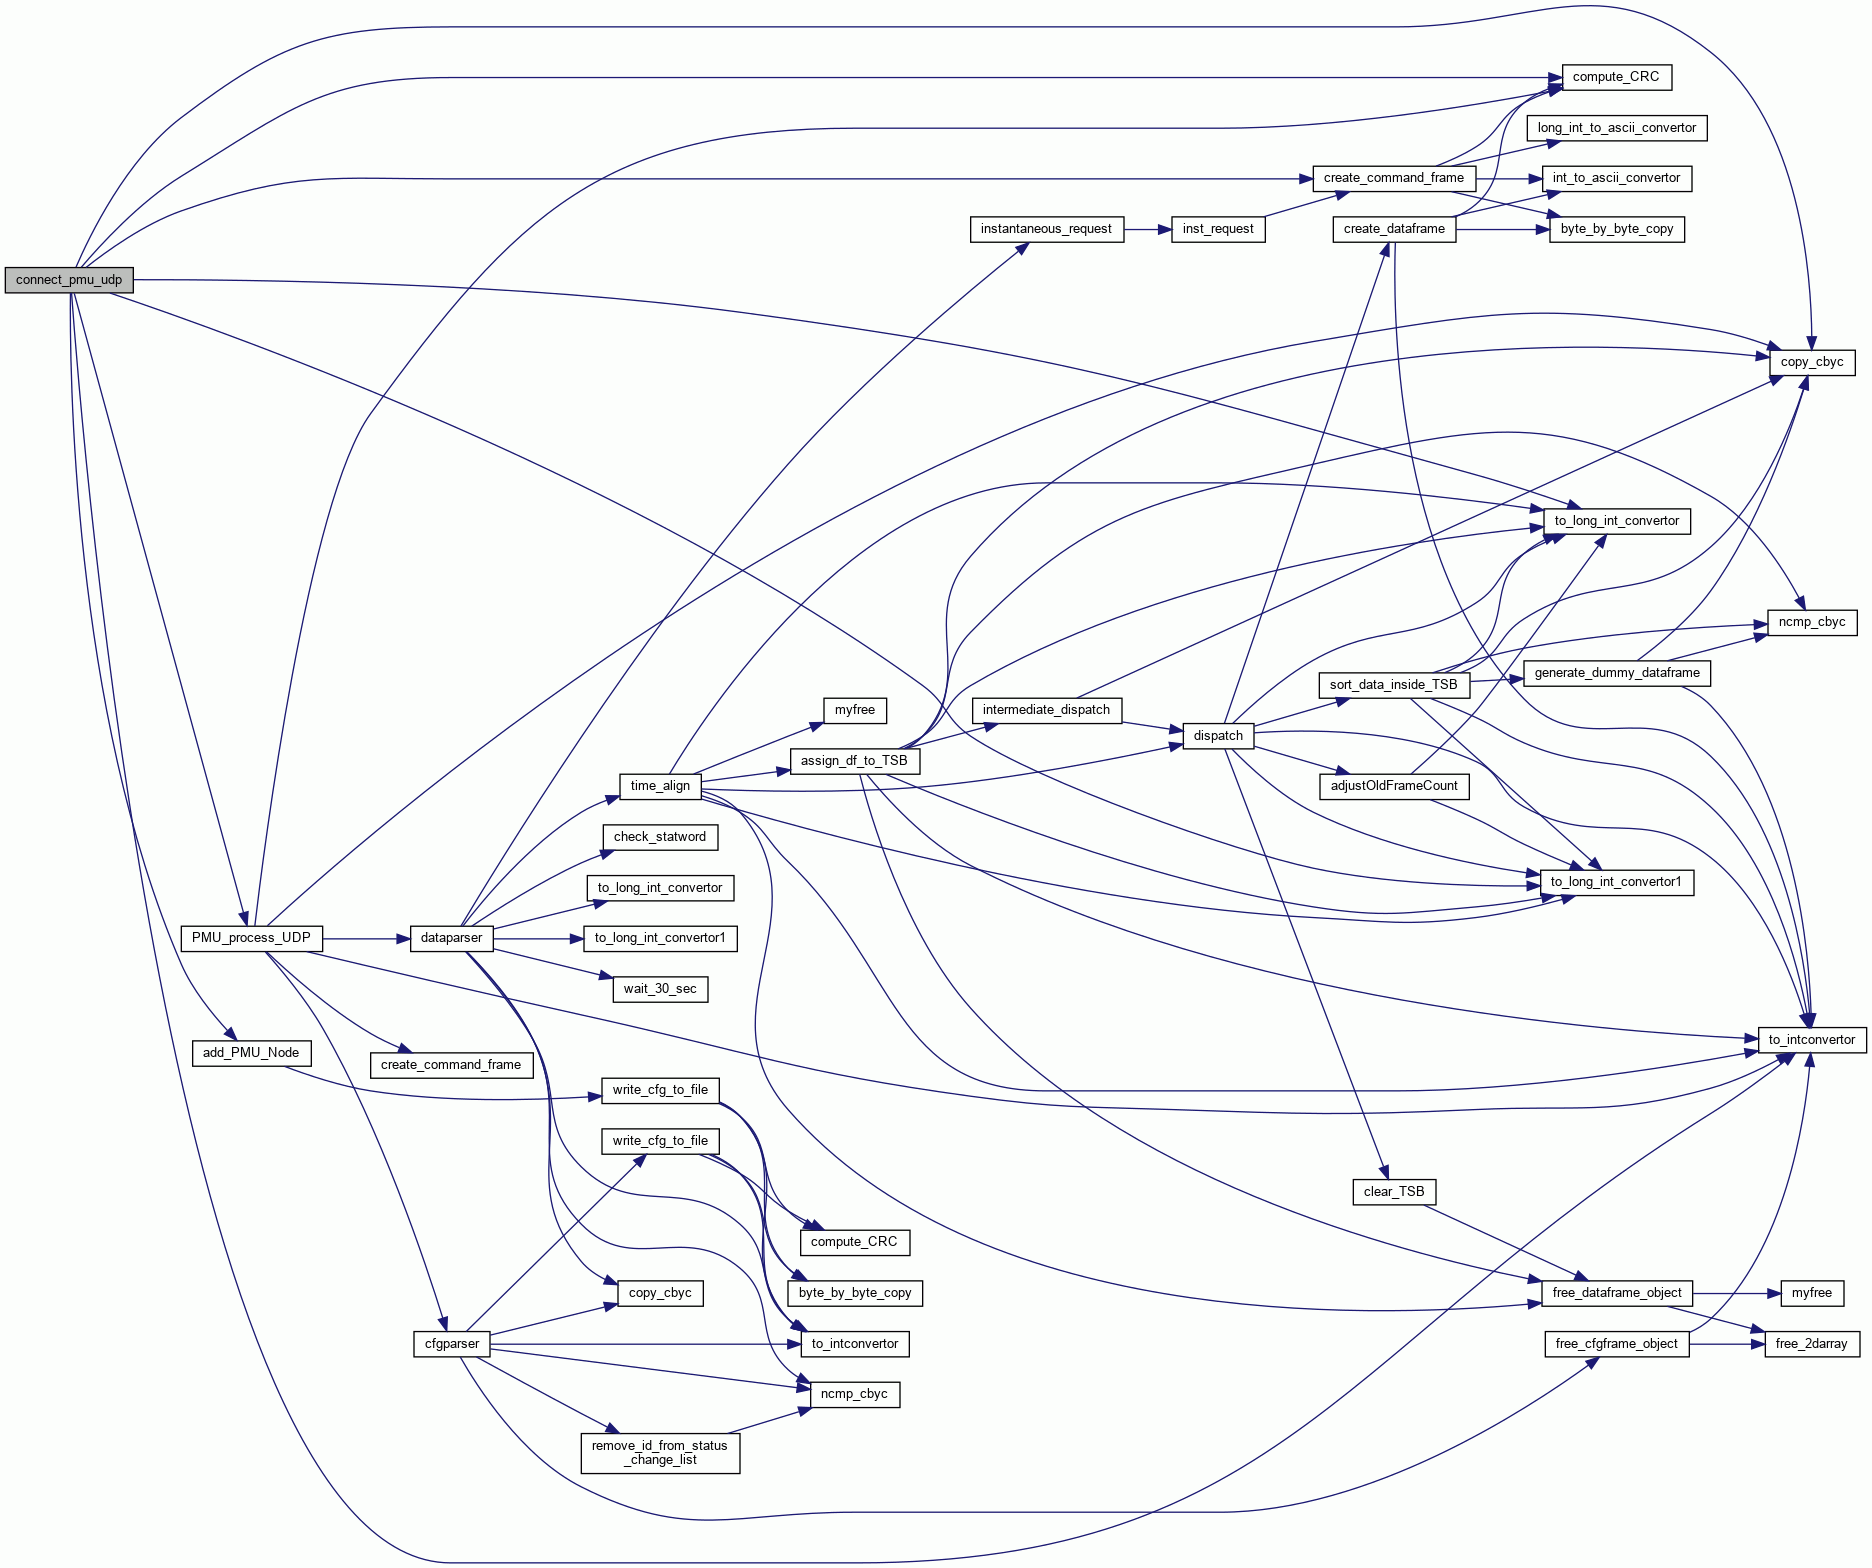 compute_CRC
long_int_to_ascii_convertor
create_command_frame
int_to_ascii_convertor
instantaneous_request
inst_request
create_dataframe
byte_by_byte_copy
connect_pmu_udp
copy_cbyc
to_long_int_convertor
ncmp_cbyc
generate_dummy_dataframe
sort_data_inside_TSB
myfree
intermediate_dispatch
dispatch
assign_df_to_TSB
time_align
adjustOldFrameCount
check_statword
to_long_int_convertor
to_long_int_convertor1
PMU_process_UDP
dataparser
to_long_int_convertor1
wait_30_sec
to_intconvertor
add_PMU_Node
create_command_frame
write_cfg_to_file
write_cfg_to_file
clear_TSB
compute_CRC
copy_cbyc
byte_by_byte_copy
free_dataframe_object
myfree
cfgparser
to_intconvertor
free_cfgframe_object
free_2darray
ncmp_cbyc
remove_id_from_status
_change_list